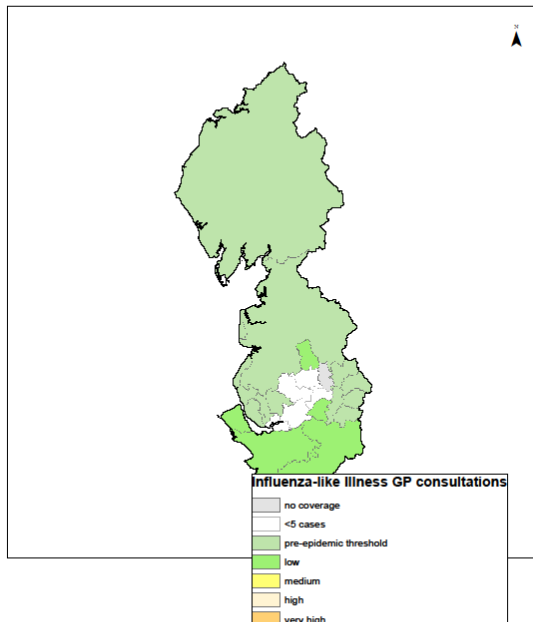 N
Influenza-like Illness GP consultations
no coverage
<5 cases
pre-epidemic threshold
low
medium
high
very high